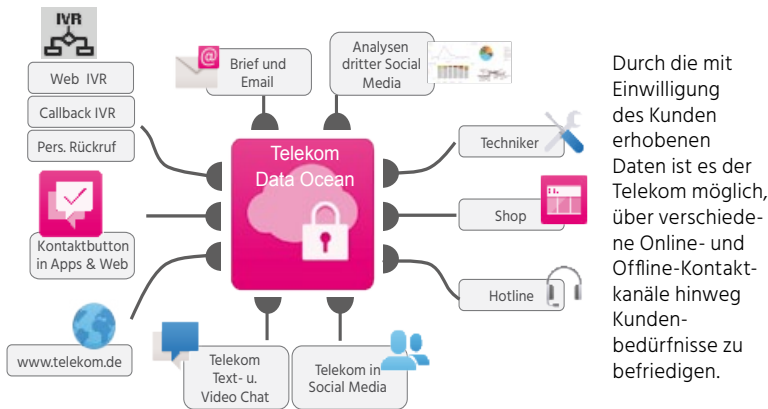 IVR
Web IVR
Callback IVR
Pers. Rückruf
Kontaktbutton
in Apps & Web
www.telekom.de
@
Brief und
Email
Analysen
dritter Social
Media
Telekom
Data Ocean
Techniker
Shop
Hotline
Telekom
Text- u.
Video Chat
Telekom in
Social Media
Durch die mit
Einwilligung
des Kunden
erhobenen
Daten ist es der
Telekom möglich,
über verschiede-
ne Online- und
Offline-Kontakt-
kanäle hinweg
Kunden-
bedürfnisse zu
befriedigen.